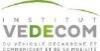 INSTITUT
VEDECOM
DU VÉHICULE DÉCARBONÉ ET
COMMUNICANT ET DE SA MOBILITÉ